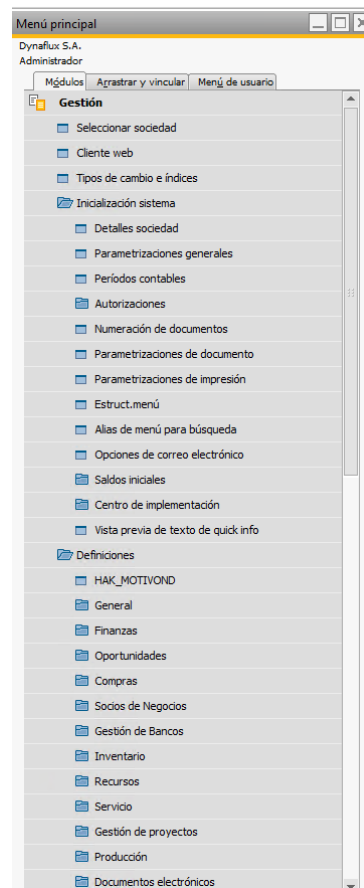 Menú principal
Dynaflux S.A.
Administrador
Módulos Arrastrar y vincular Menú de usuario
Gestión
Seleccionar sociedad
Cliente web
Tipos de cambio e índices
Inicialización sistema
Detalles sociedad
Parametrizaciones generales
Períodos contables
Autorizaciones
Numeración de documentos
Parametrizaciones de documento
Parametrizaciones de impresión
Estruct.menú
Alias de menú para búsqueda
Opciones de correo electrónico
Saldos iniciales
Centro de implementación
Vista previa de texto de quick info
Definiciones
HAK_MOTIVOND
General
Finanzas
Oportunidades
Compras
Socios de Negocios
Gestión de Bancos
Inventario
Recursos
Servicio
Gestión de proyectos
Producción
Documentos electrónicos